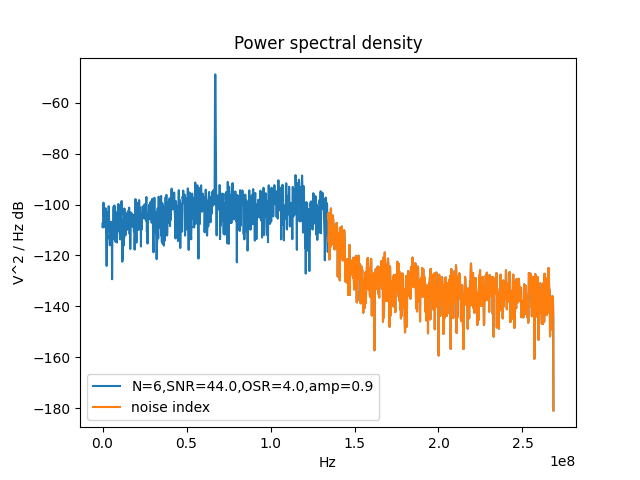 Power spectral density
V^2 / Hz dB
−60
−80
−100
−120
−140
−160
−180
N=6,SNR=44.0,OSR=4.0,amp=0.9
noise index
0.0 0.5 1.0 1.5 2.0 2.5
1e8
Hz